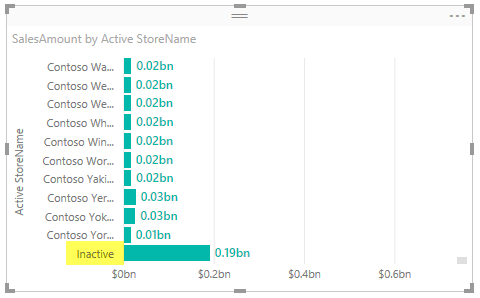 SalesAmount by Active StoreName
Contoso Wa... 0.02bn
Contoso We... 0.02bn
Contoso We... 0.02bn
Contoso Wh... 0.02bn
Contoso Win... 0.02bn
Contoso Wor... 0.02bn
Contoso Yaki... 0.02bn
Contoso Yer... 0.03bn
Contoso Yok... 0.03bn
Contoso Yor... 0.01bn
Inactive 0.19bn
$0bn $0.2bn $0.4bn $0.6bn
Active StoreName